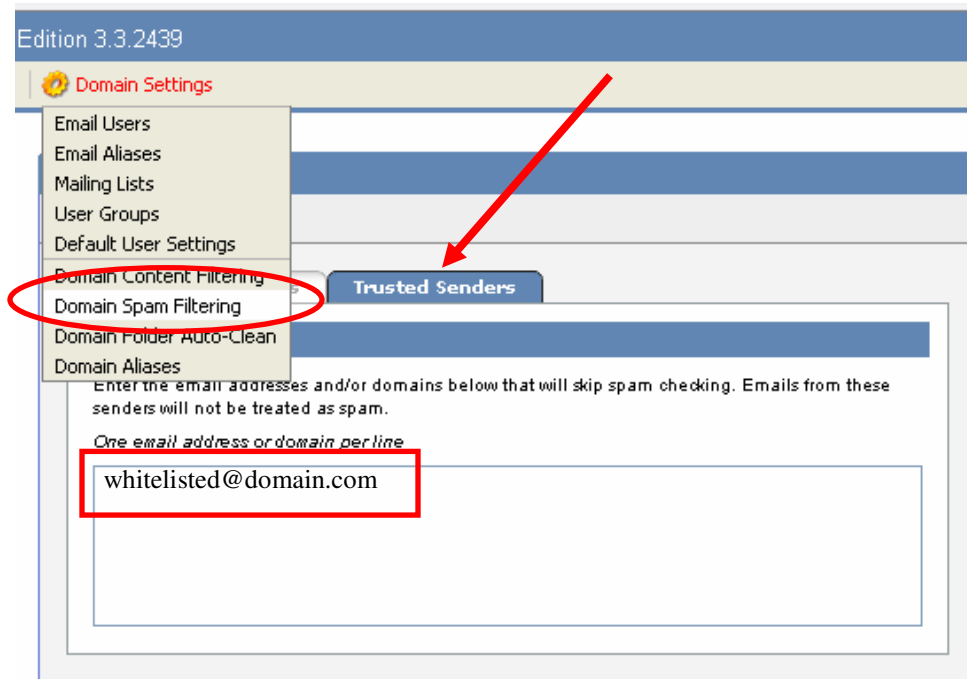 Edition 3.3.2439
Domain Settings
Email Users
Email Aliases
Mailing Lists
User Groups
Default User Settings
Domain Content Filtering
Domain Spam Filtering
Domain Folder Auto-Clean
Domain Aliases
Trusted Senders
Enter the email addresses and/or domains below that will skip spam checking. Emails from these
senders will not be treated as spam.
One email address or domain per line
whitelisted@domain.com